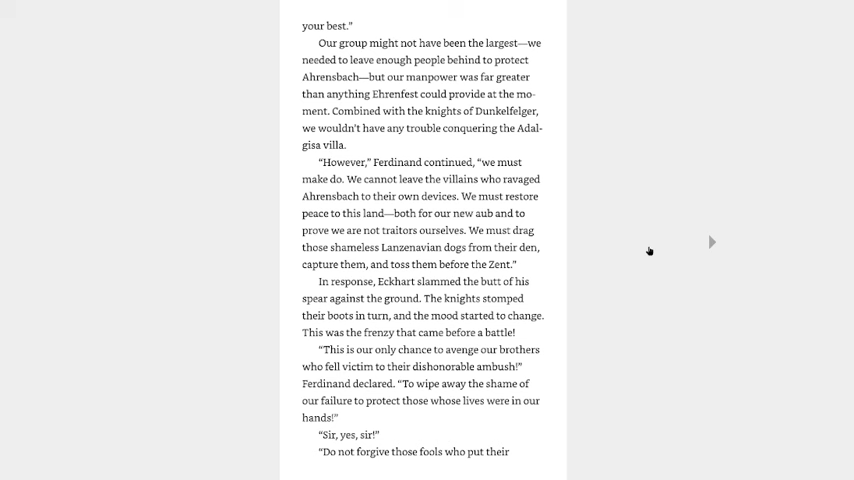 your best.”
Our group might not have been the largest—we
needed to leave enough people behind to protect
Ahrensbach—but our manpower was far greater
than anything Ehrenfest could provide at the mo-
ment. Combined with the knights of Dunkelfelger,
we wouldn’t have any trouble conquering the Adal-
gisa villa.
“However,” Ferdinand continued, “we must
make do. We cannot leave the villains who ravaged
Ahrensbach to their own devices. We must restore
peace to this land—both for our new aub and to
prove we are not traitors ourselves. We must drag
those shameless Lanzenavian dogs from their den,
capture them, and toss them before the Zent.”
In response, Eckhart slammed the butt of his
spear against the ground. The knights stomped
their boots in turn, and the mood started to change.
This was the frenzy that came before a battle!
“This is our only chance to avenge our brothers
who fell victim to their dishonorable ambush!”
Ferdinand declared. “To wipe away the shame of
our failure to protect those whose lives were in our
hands!”
“Sir, yes, sir!”
“Do not forgive those fools who put their